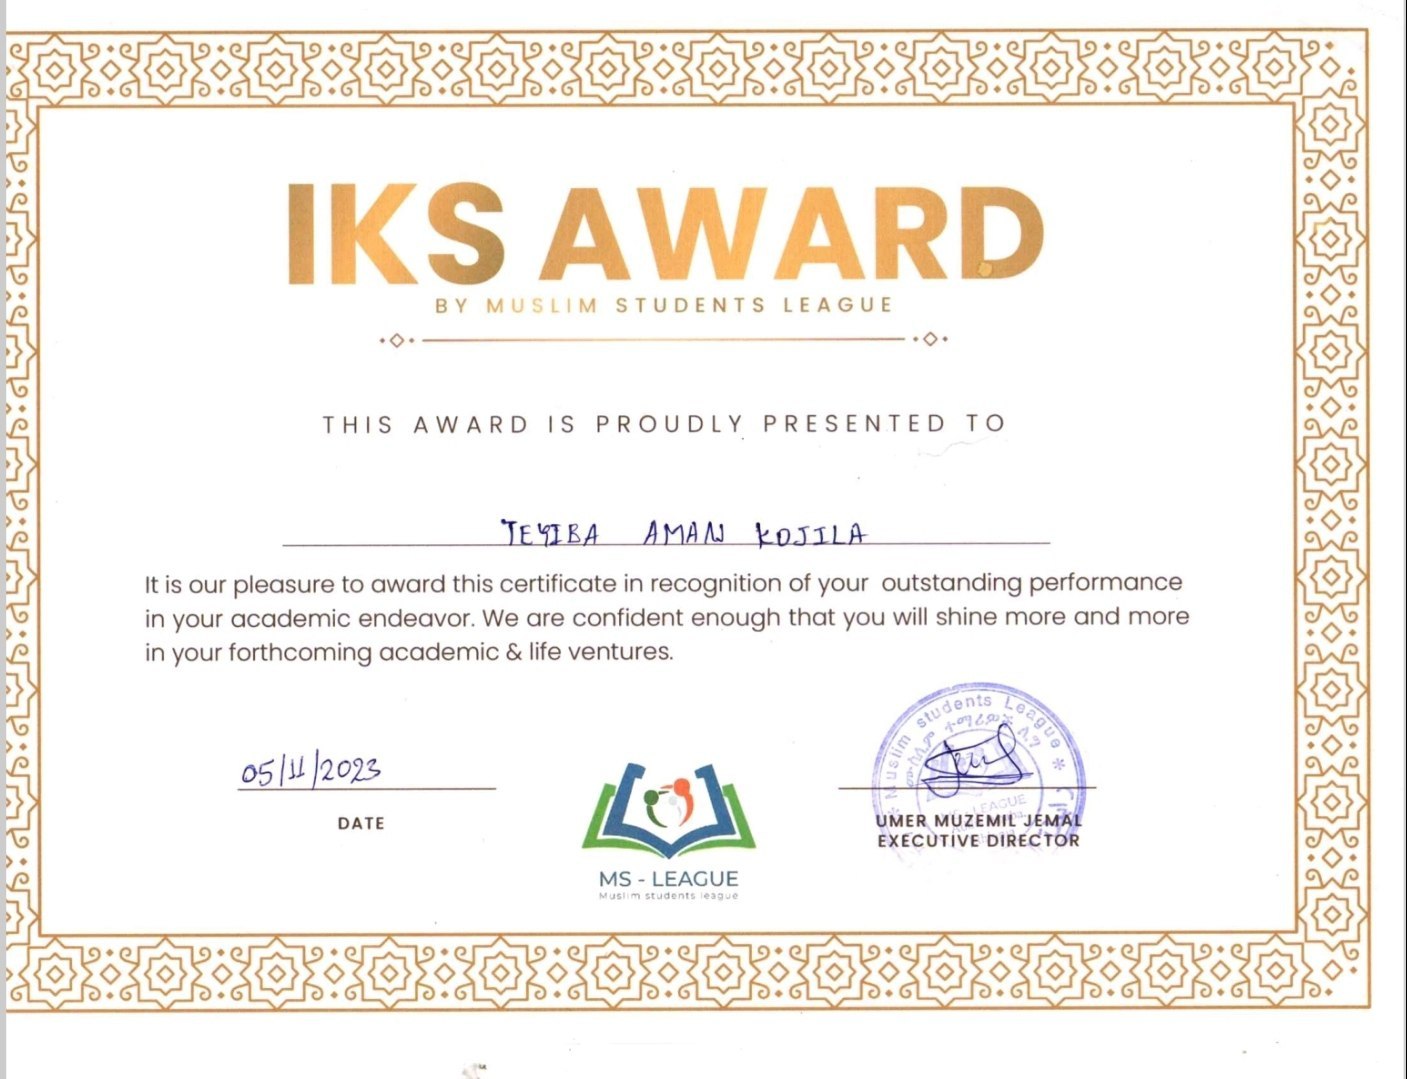 IKS AWARD
BY MUSLIM STUDENTS LEAGUE
THIS AWARD IS PROUDLY PRESENTED TO
TEYIBA AMAN KOJILA
It is our pleasure to award this certificate in recognition of your outstanding performance
in your academic endeavor. We are confident enough that you will shine more and more
in your forthcoming academic & life ventures.
05/11/2023
DATE
MS - LEAGUE
Muslim students league
Muslim students League
UMER MUZEMIL JEMAL
EXECUTIVE DIRECTOR